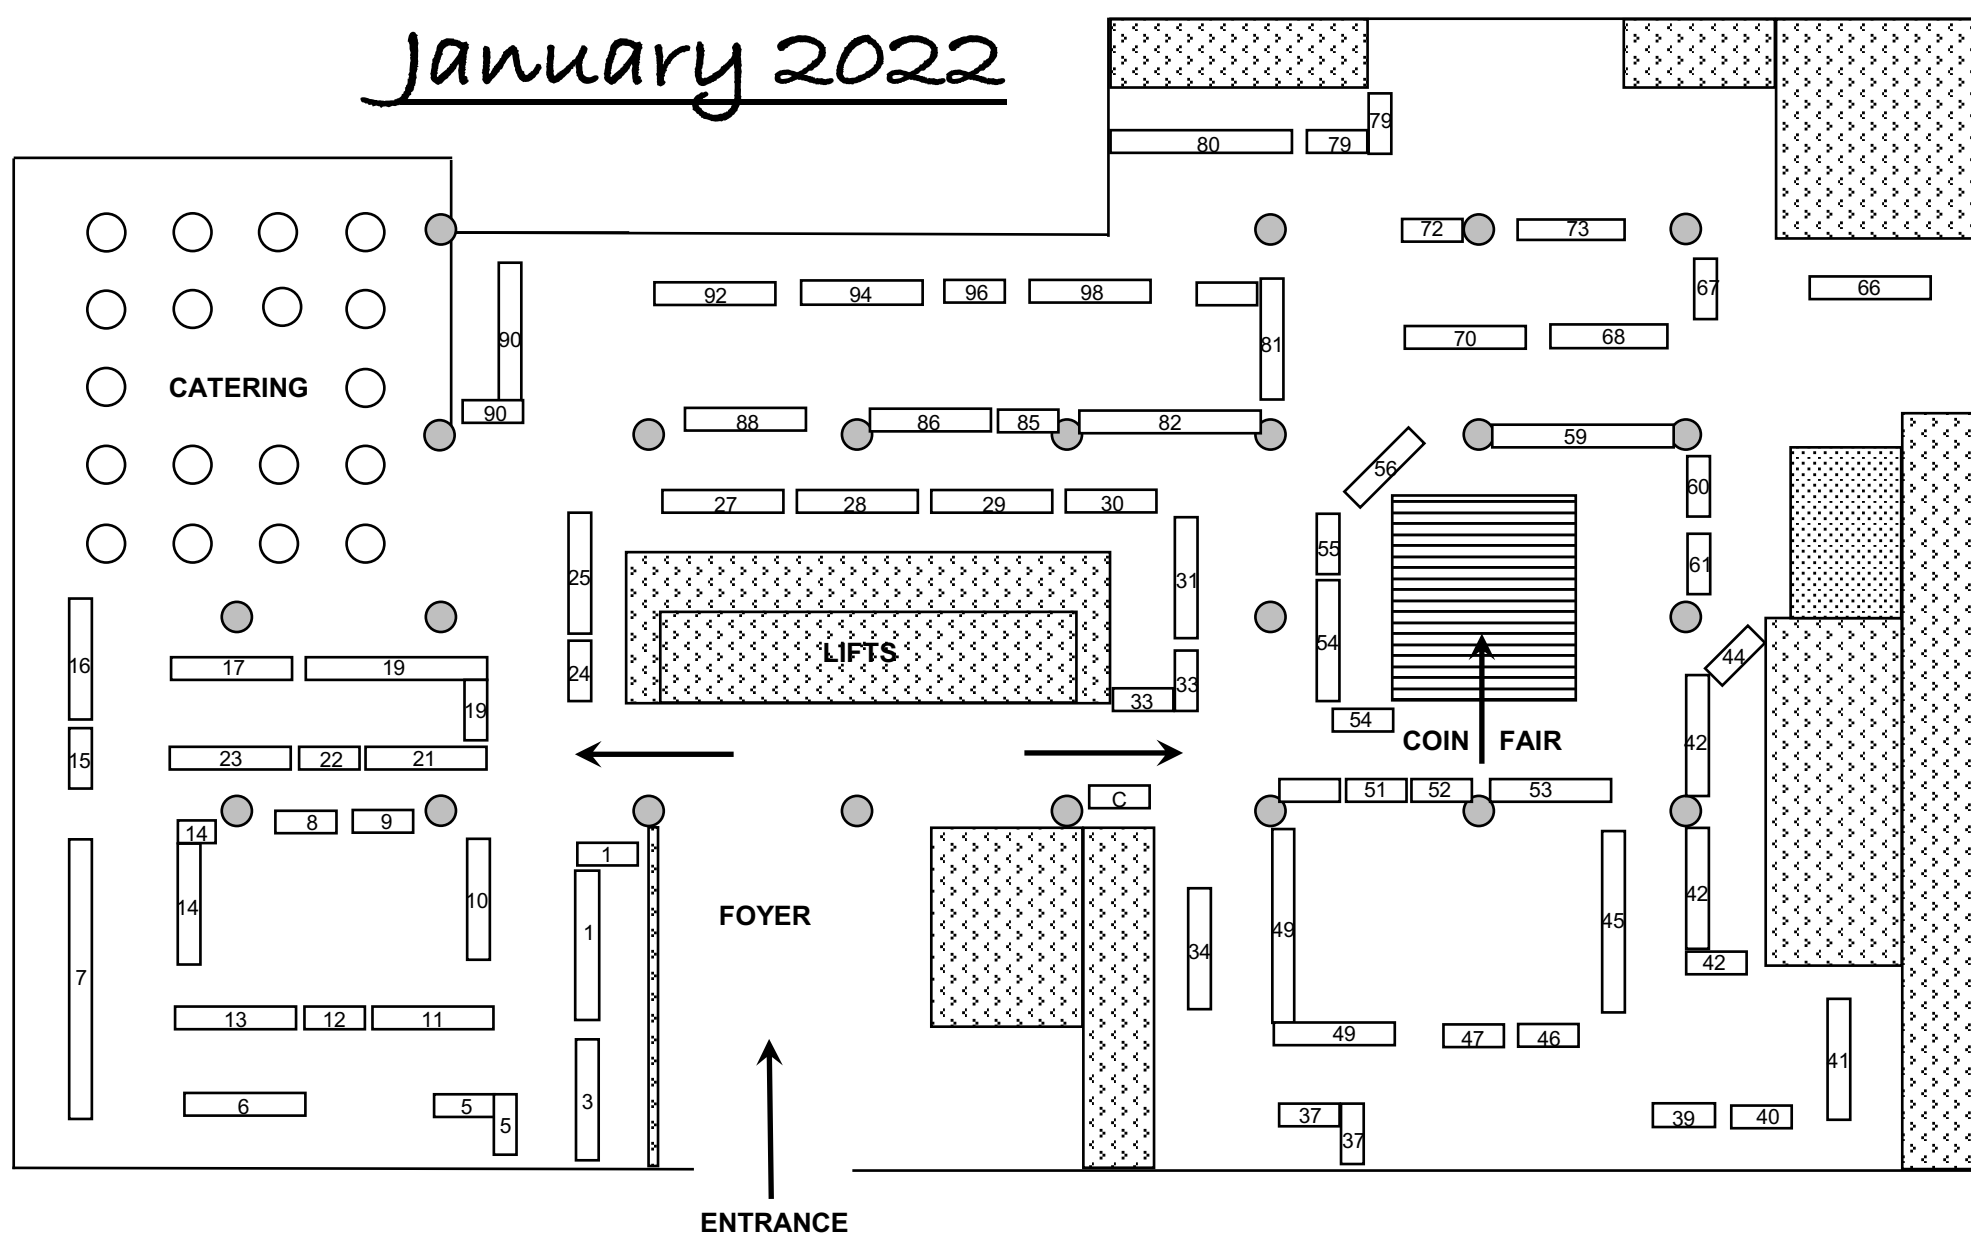 January 2022
79
80 79
72 73
67 66
92 94 96 98
90 81 70 68
CATERING
90 88 86 85 82 59
56
27 28 29 30 60
25 31 55 61
16 17 19 24 LIFTS 33 54 44
19 33 54
COIN FAIR
15 23 22 21 42
C 51 52 53
14 8 9 1
14 10 1 FOYER 34 49 45 42
42
7 13 12 11 49 47 46
41
6 5 3 37 39 40
5 37
ENTRANCE